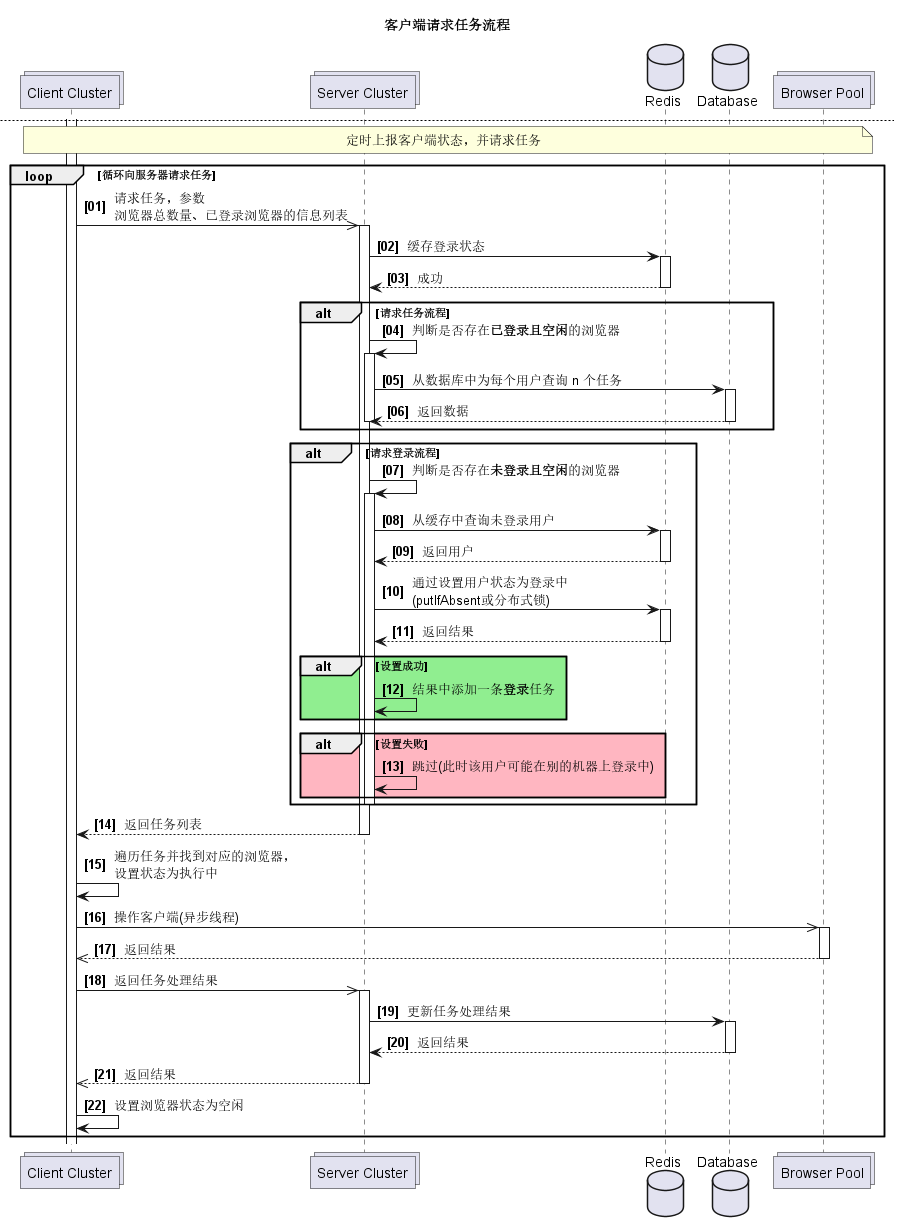 客户端请求任务流程
Client Cluster
Server Cluster
Redis
Database
Browser Pool
定时上报客户端状态，并请求任务
loop [循环向服务器请求任务]
[01] 请求任务，参数
浏览器总数量、已登录浏览器的信息列表
[02] 缓存登录状态
[03] 成功
alt [请求任务流程]
[04] 判断是否存在已登录且空闲的浏览器
[05] 从数据库中为每个用户查询 n 个任务
[06] 返回数据
alt [请求登录流程]
[07] 判断是否存在未登录且空闲的浏览器
[08] 从缓存中查询未登录用户
[09] 返回用户
[10] 通过设置用户状态为登录中
(putIfAbsent或分布式锁)
[11] 返回结果
alt [设置成功]
[12] 结果中添加一条登录任务
alt [设置失败]
[13] 跳过(此时该用户可能在别的机器上登录中)
[14] 返回任务列表
[15] 遍历任务并找到对应的浏览器，
设置状态为执行中
[16] 操作客户端(异步线程)
[17] 返回结果
[18] 返回任务处理结果
[19] 更新任务处理结果
[20] 返回结果
[21] 返回结果
[22] 设置浏览器状态为空闲
Client Cluster
Server Cluster
Redis
Database
Browser Pool